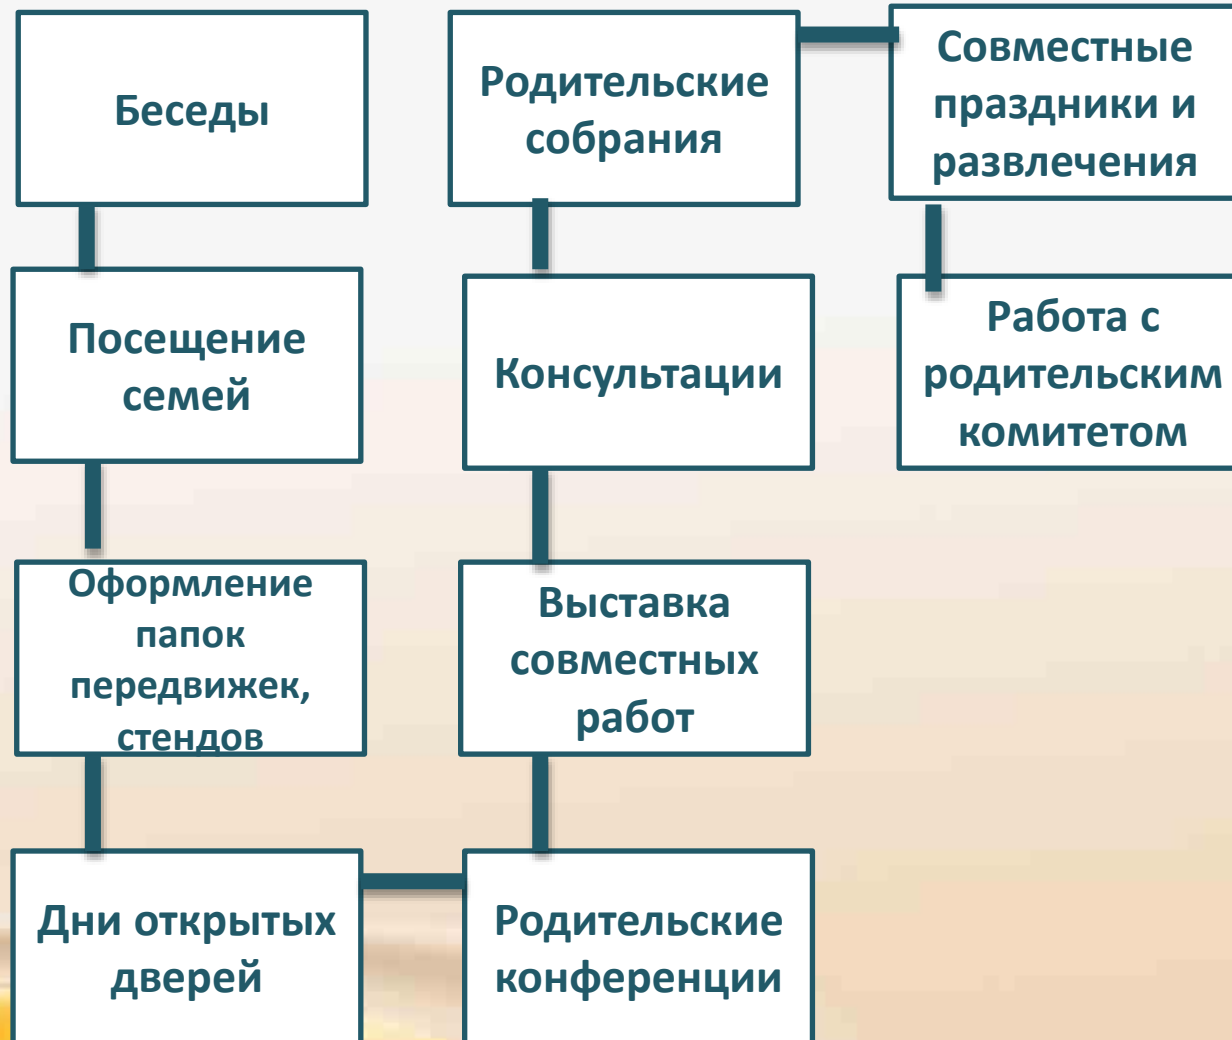 Беседы
Посещение
семей
Оформление
папок
передвижек,
стендов
Дни открытых
дверей
Родительские
конференции
Выставка
совместных
работ
Консультации
Родительские
собрания
Совместные
праздники и
развлечения
Работа с
родительским
комитетом